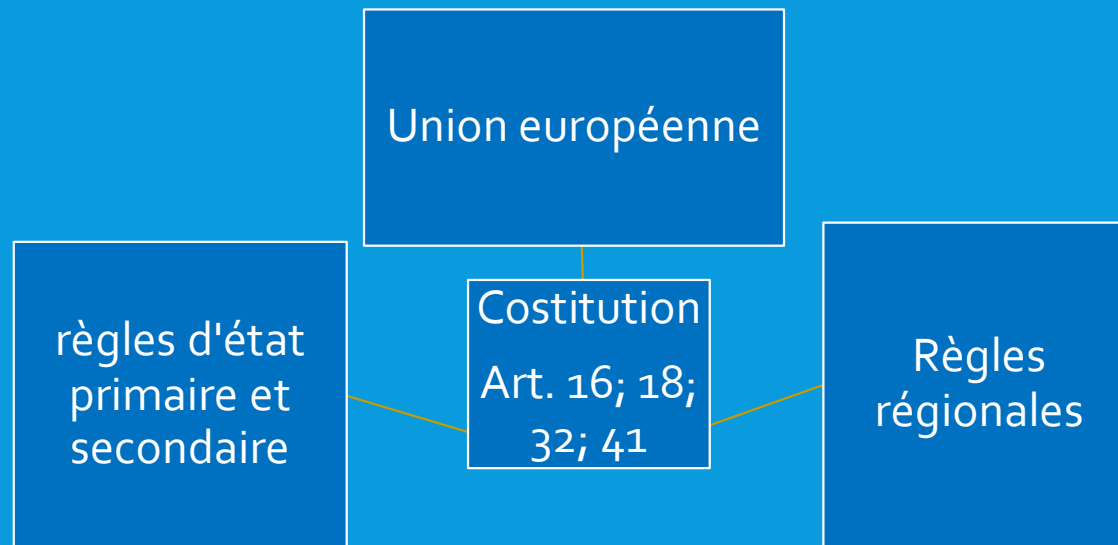 Union européenne
Costitution
Art. 16; 18;
32; 41
règles d'état
primaire et
secondaire
Règles
régionales